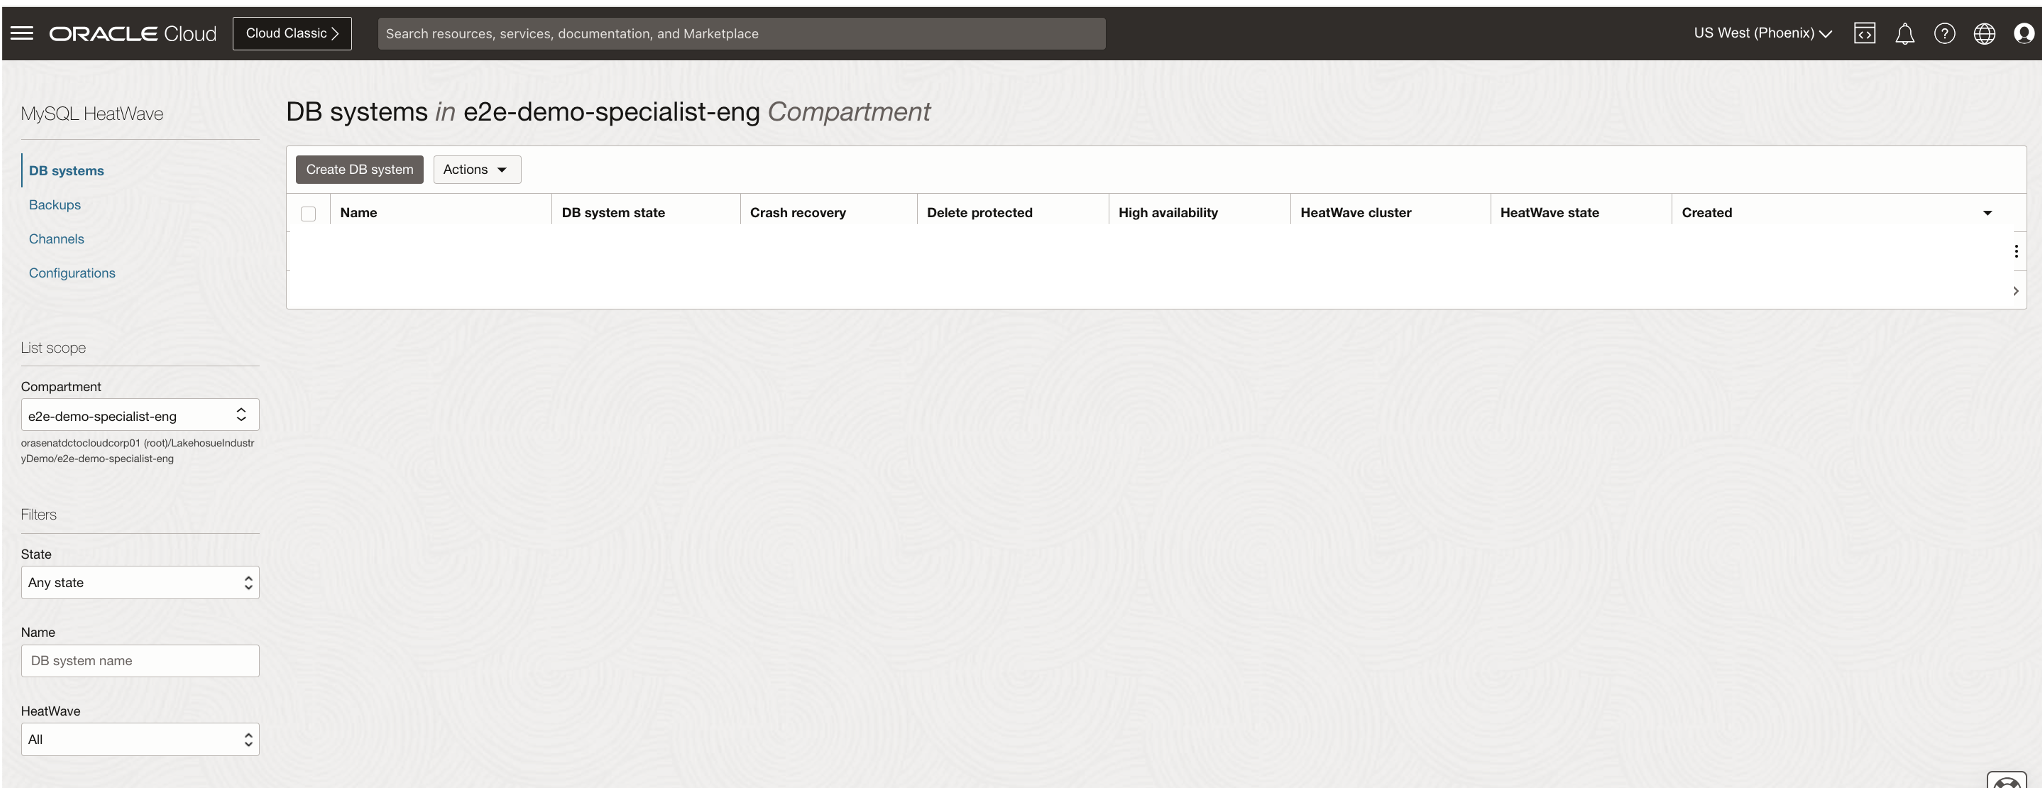 ORACLE Cloud
Cloud Classic
Search resources, services, documentation, and Marketplace
US West (Phoenix)
MySQL HeatWave
DB systems
Backups
Channels
Configurations
List scope
Compartment
e2e-demo-specialist-eng
orasenatdctocloudcorp01 (root)/LakehosueIndustr
yDemo/e2e-demo-specialist-eng
Filters
State
Any state
Name
DB system name
HeatWave
All
DB systems in e2e-demo-specialist-eng Compartment
Create DB system
Actions
Name DB system state Crash recovery Delete protected High availability HeatWave cluster HeatWave state Created